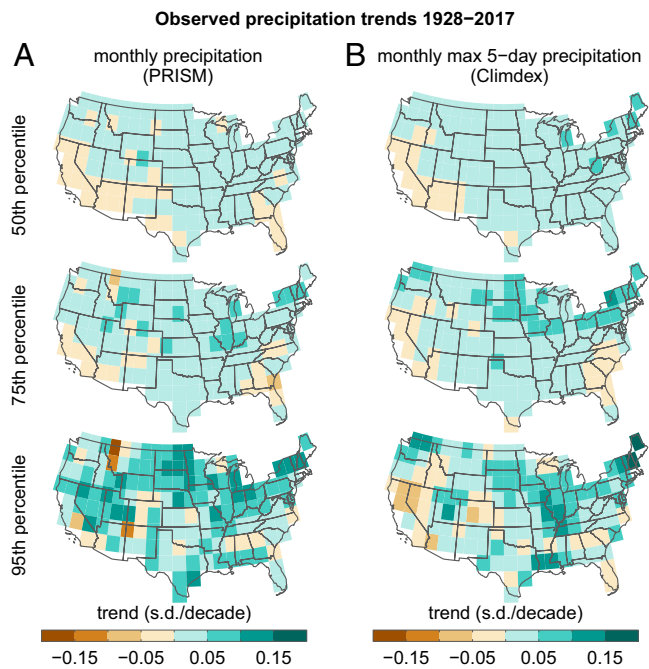 Observed precipitation trends 1928−2017
A
monthly precipitation
(PRISM)
B
monthly max 5−day precipitation
(Climdex)
50th percentile
75th percentile
95th percentile
trend (s.d./decade)
−0.15 −0.05 0.05 0.15
trend (s.d./decade)
−0.15 −0.05 0.05 0.15